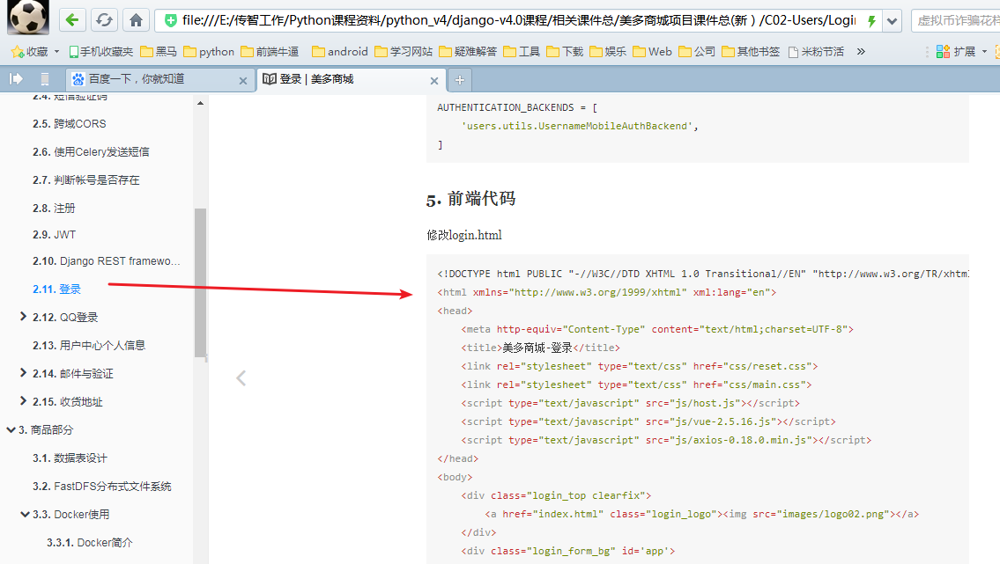 file:///E:/传智工作/Python课程资料/python_v4/django-v4.0课程/相关课件总/美多商城项目课件总(新）/C02-Users/Logi
虚拟币诈骗花样
收藏 手机收藏夹 黑马 python 前端牛逼 android 学习网站 疑难解答 工具 下载 娱乐 Web 公司 其他书签 米粉节活 » 扩展
百度一下，你就知道
登录 | 美多商城
2.4. 短信验证码
2.5. 跨域CORS
2.6. 使用Celery发送短信
2.7. 判断帐号是否存在
2.8. 注册
2.9. JWT
2.10. Django REST framewo...
2.11. 登录
2.12. QQ登录
2.13. 用户中心个人信息
2.14. 邮件与验证
2.15. 收货地址
3. 商品部分
3.1. 数据表设计
3.2. FastDFS分布式文件系统
3.3. Docker使用
3.3.1. Docker简介
AUTHENTICATION_BACKENDS = [
'users.utils.UsernameMobileAuthBackend',
]
5. 前端代码
修改login.html
<!DOCTYPE html PUBLIC "-//W3C//DTD XHTML 1.0 Transitional//EN" "http://www.w3.org/TR/xhtml
<html xmlns="http://www.w3.org/1999/xhtml" xml:lang="en">
<head>
<meta http-equiv="Content-Type" content="text/html;charset=UTF-8">
<title>美多商城-登录</title>
<link rel="stylesheet" type="text/css" href="css/reset.css">
<link rel="stylesheet" type="text/css" href="css/main.css">
<script type="text/javascript" src="js/host.js"></script>
<script type="text/javascript" src="js/vue-2.5.16.js"></script>
<script type="text/javascript" src="js/axios-0.18.0.min.js"></script>
</head>
<body>
<div class="login_top clearfix">
<a href="index.html" class="login_logo"><img src="images/logo02.png"></a>
</div>
<div class="login_form_bg" id='app'>